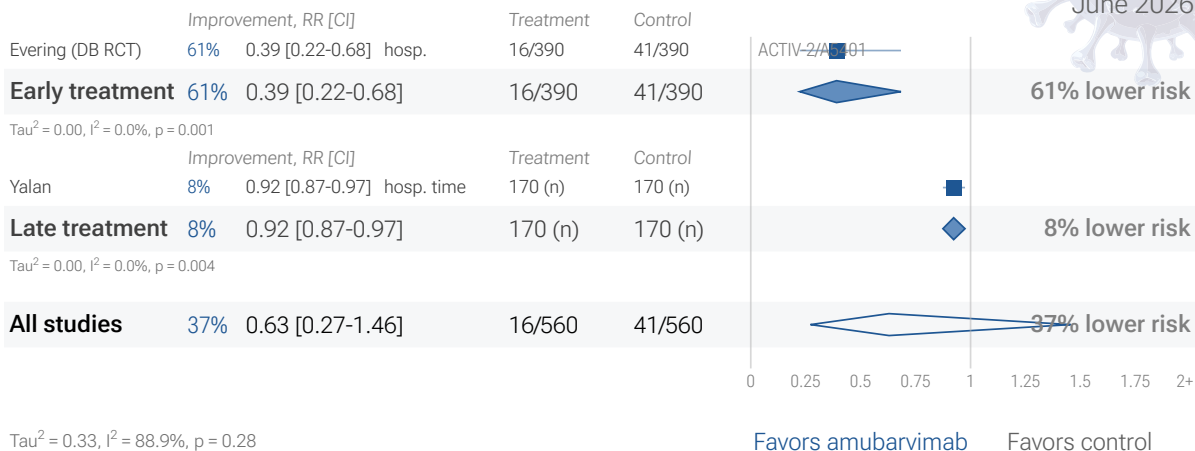 June 2026
Improvement, RR [CI] Treatment Control
Evering (DB RCT) 61% 0.39 [0.22-0.68] hosp. 16/390 41/390 ACTIV-2/A5401
Early treatment 61% 0.39 [0.22-0.68] 16/390 41/390 61% lower risk
Tau² = 0.00, I² = 0.0%, p = 0.001
Improvement, RR [CI] Treatment Control
Yalan 8% 0.92 [0.87-0.97] hosp. time 170 (n) 170 (n)
Late treatment 8% 0.92 [0.87-0.97] 170 (n) 170 (n) 8% lower risk
Tau² = 0.00, I² = 0.0%, p = 0.004
All studies 37% 0.63 [0.27-1.46] 16/560 41/560 37% lower risk
0 0.25 0.5 0.75 1 1.25 1.5 1.75 2+
Tau² = 0.33, I² = 88.9%, p = 0.28 Favors amubarvimab Favors control